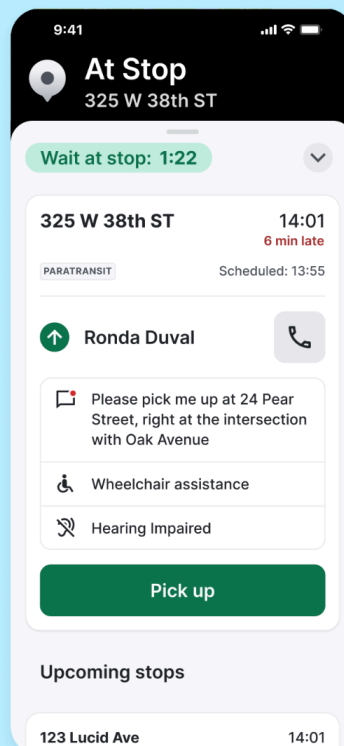 9:41
At Stop
325 W 38th ST
Wait at stop: 1:22
325 W 38th ST 14:01
6 min late
PARATRANSIT Scheduled: 13:55
Ronda Duval
Please pick me up at 24 Pear
Street, right at the intersection
with Oak Avenue
Wheelchair assistance
Hearing Impaired
Pick up
Upcoming stops
123 Lucid Ave 14:01